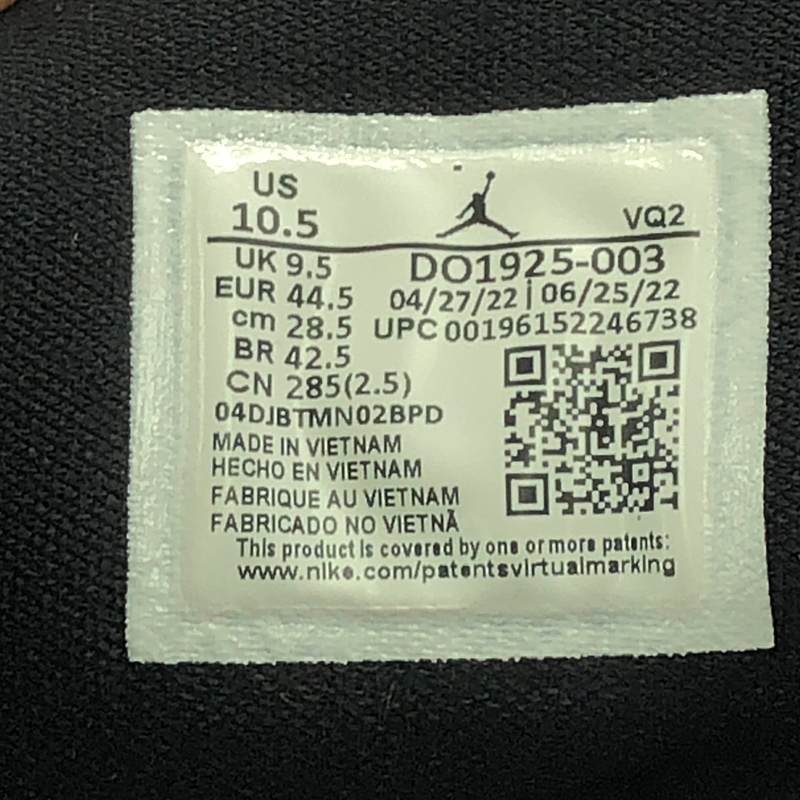 US
10.5
VQ2
UK 9.5
DO1925-003
EUR 44.5
04/27/22 | 06/25/22
cm 28.5
UPC 00196152246738
BR 42.5
CN 285(2.5)
04DJBTMN02BPD
MADE IN VIETNAM
HECHO EN VIETNAM
FABRIQUE AU VIETNAM
FABRICADO NO VIETNÃ
This product is covered by one or more patents:
www.nike.com/patentsvirtualmarking